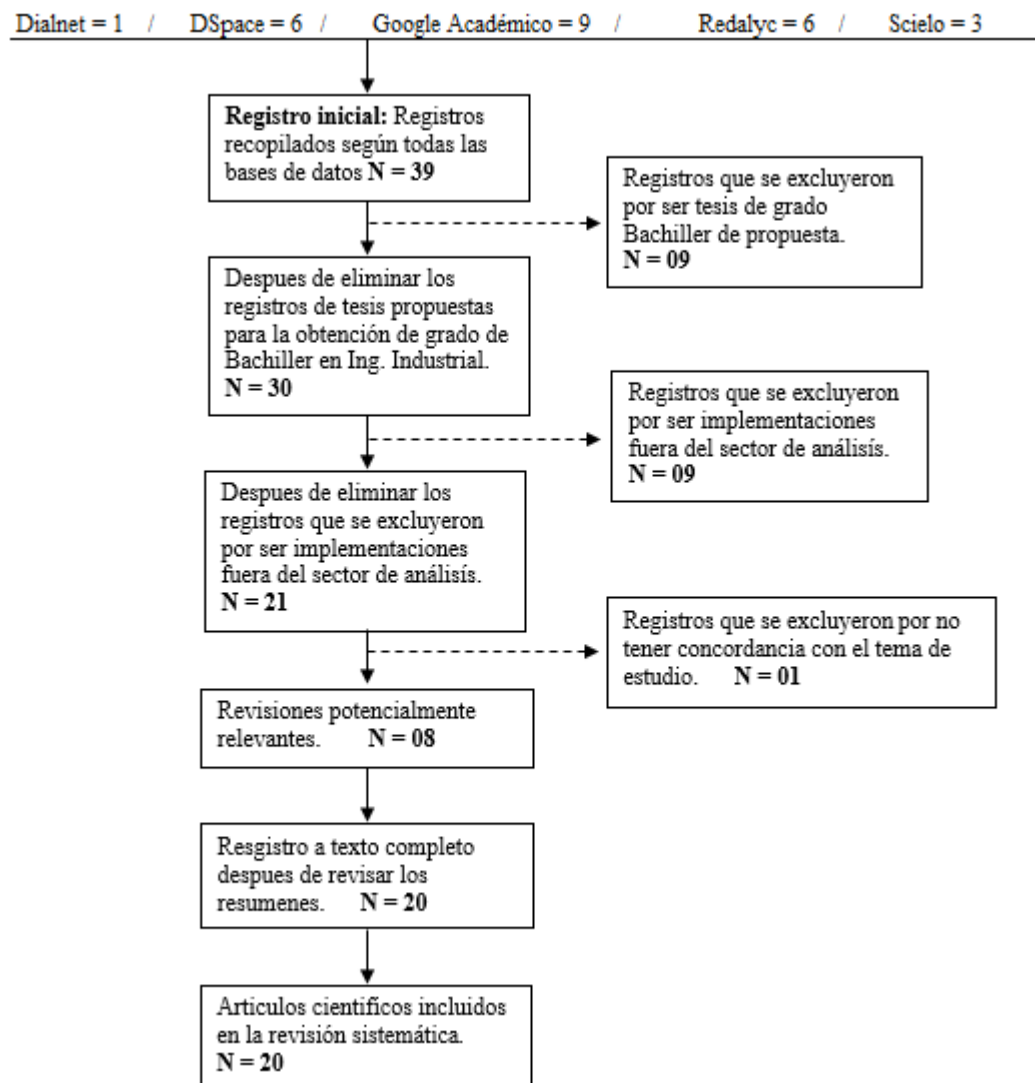 Dialnet = 1 / DSpace = 6 / Google Académico = 9 / Redalyc = 6 / Scielo = 3
Registro inicial: Registros
recopilados según todas las
bases de datos N = 39
Registros que se excluyeron
por ser tesis de grado
Bachiller de propuesta.
N = 09
Despues de eliminar los
registros de tesis propuestas
para la obtención de grado de
Bachiller en Ing. Industrial.
N = 30
Registros que se excluyeron
por ser implementaciones
fuera del sector de análisís.
N = 09
Despues de eliminar los
registros que se excluyeron
por ser implementaciones
fuera del sector de análisís.
N = 21
Registros que se excluyeron por no
tener concordancia con el tema de
estudio. N = 01
Revisiones potencialmente
relevantes. N = 08
Resgistro a texto completo
despues de revisar los
resumenes. N = 20
Articulos cientifícos incluidos
en la revisión sistemática.
N = 20